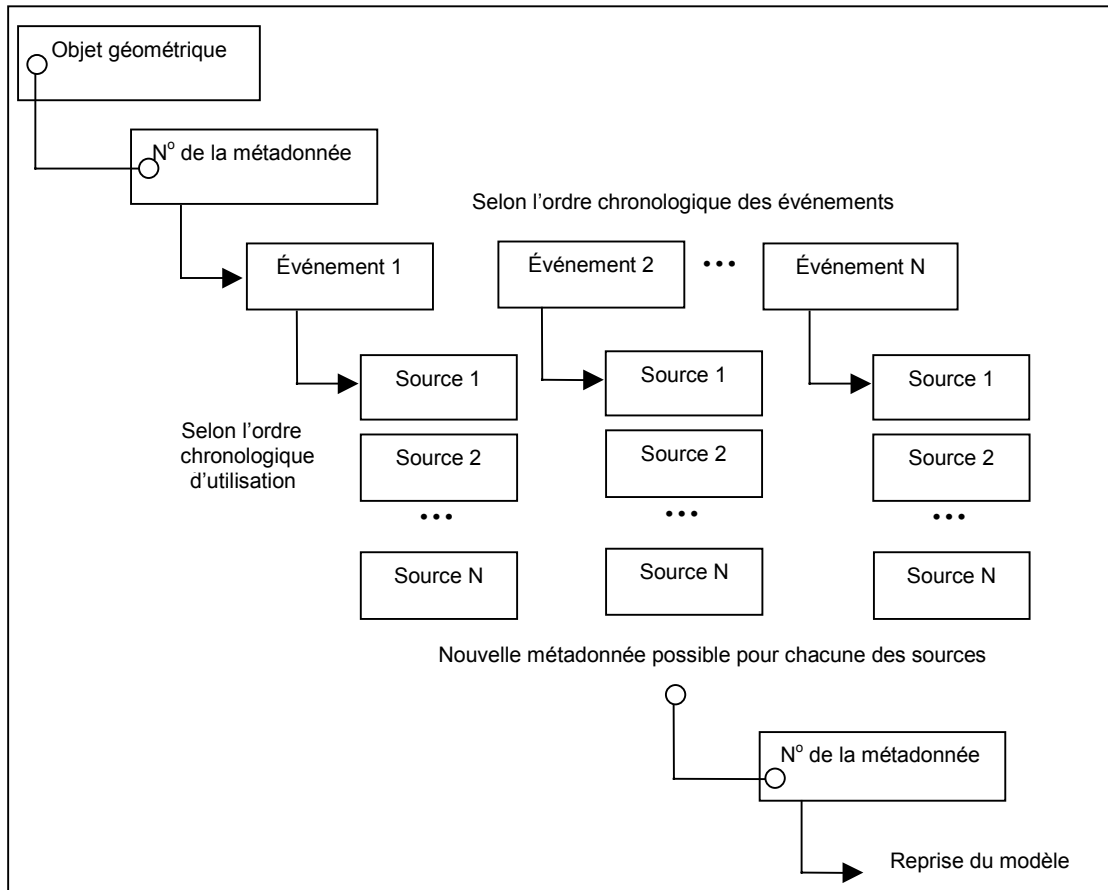 Objet géométrique
Nº de la métadonnée
Selon l’ordre chronologique des événements
Événement 1
Événement 2
•••
Événement N
Source 1
Source 1
Source 1
Selon l’ordre
chronologique
d’utilisation
Source 2
Source 2
Source 2
•••
•••
•••
Source N
Source N
Source N
Nouvelle métadonnée possible pour chacune des sources
Nº de la métadonnée
Reprise du modèle